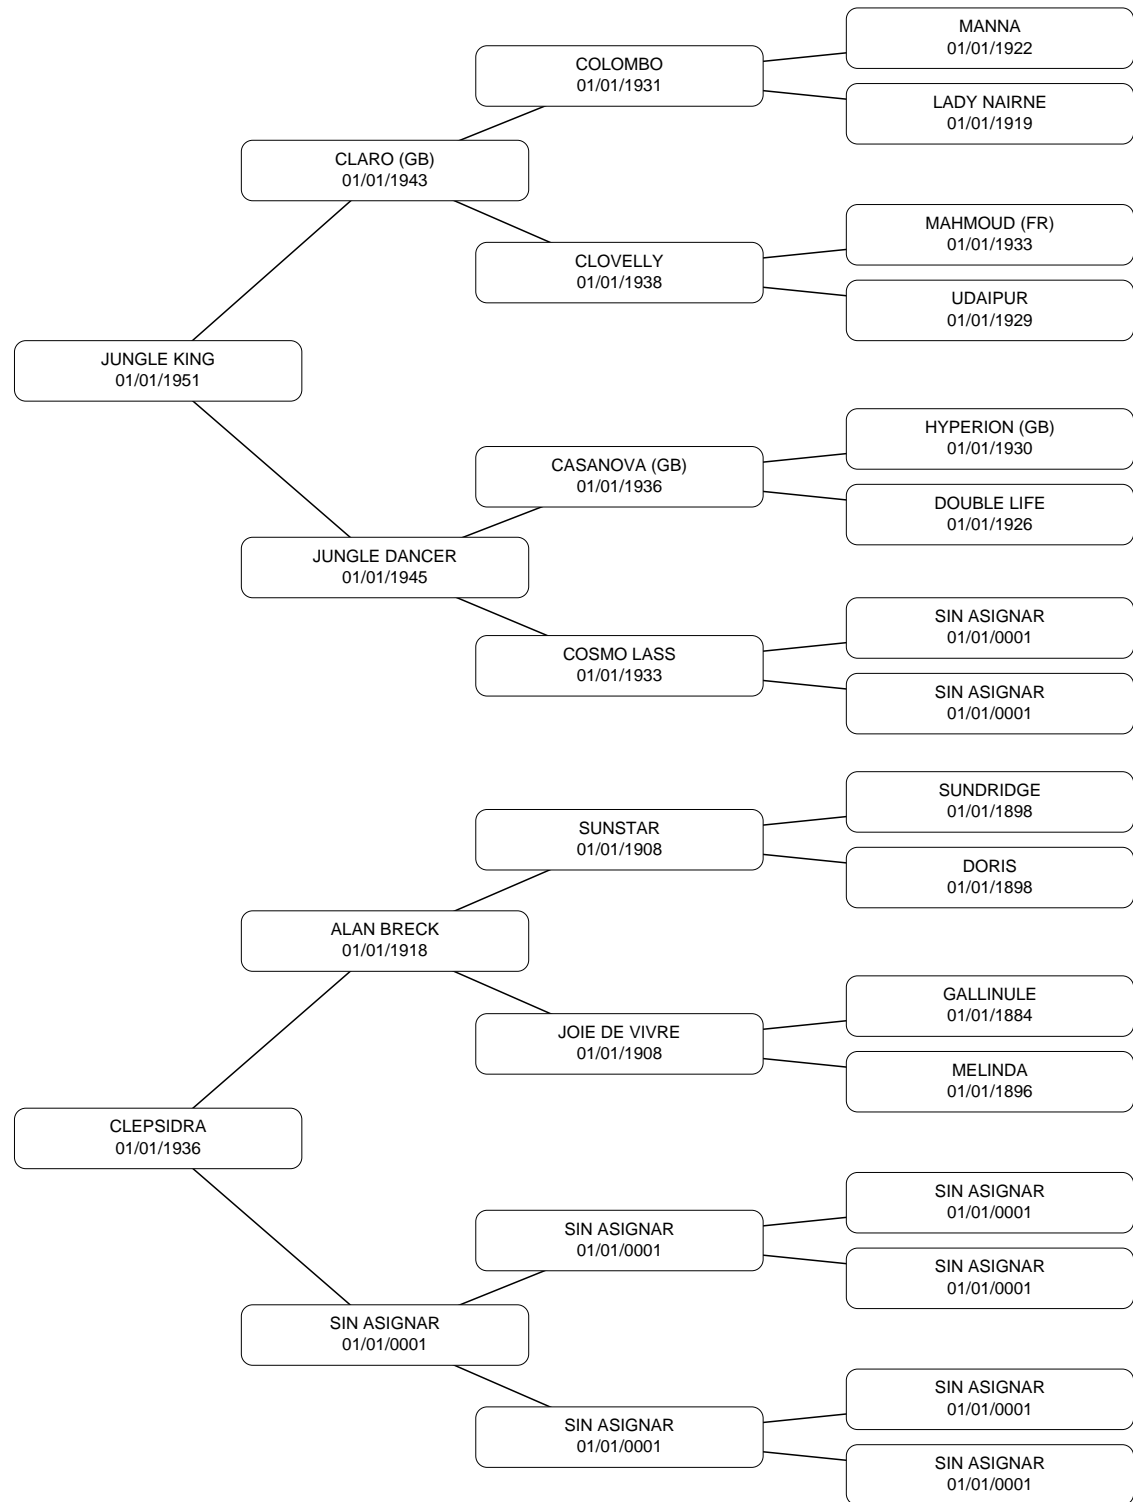 MANNA
01/01/1922
COLOMBO
01/01/1931
LADY NAIRNE
01/01/1919
CLARO (GB)
01/01/1943
MAHMOUD (FR)
01/01/1933
CLOVELLY
01/01/1938
UDAIPUR
01/01/1929
JUNGLE KING
01/01/1951
HYPERION (GB)
01/01/1930
CASANOVA (GB)
01/01/1936
DOUBLE LIFE
01/01/1926
JUNGLE DANCER
01/01/1945
SIN ASIGNAR
01/01/0001
COSMO LASS
01/01/1933
SIN ASIGNAR
01/01/0001
SUNDRIDGE
01/01/1898
SUNSTAR
01/01/1908
DORIS
01/01/1898
ALAN BRECK
01/01/1918
GALLINULE
01/01/1884
JOIE DE VIVRE
01/01/1908
MELINDA
01/01/1896
CLEPSIDRA
01/01/1936
SIN ASIGNAR
01/01/0001
SIN ASIGNAR
01/01/0001
SIN ASIGNAR
01/01/0001
SIN ASIGNAR
01/01/0001
SIN ASIGNAR
01/01/0001
SIN ASIGNAR
01/01/0001
SIN ASIGNAR
01/01/0001